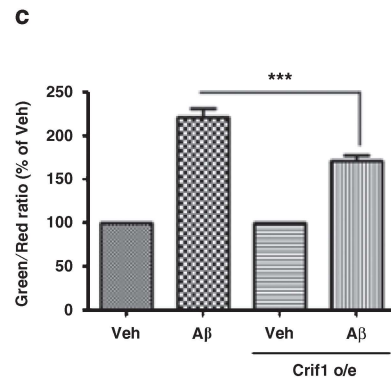 c
***
250
200
150
100
50
0
Green/Red ratio (% of Veh)
Veh Aβ Veh Aβ
Crif1 o/e